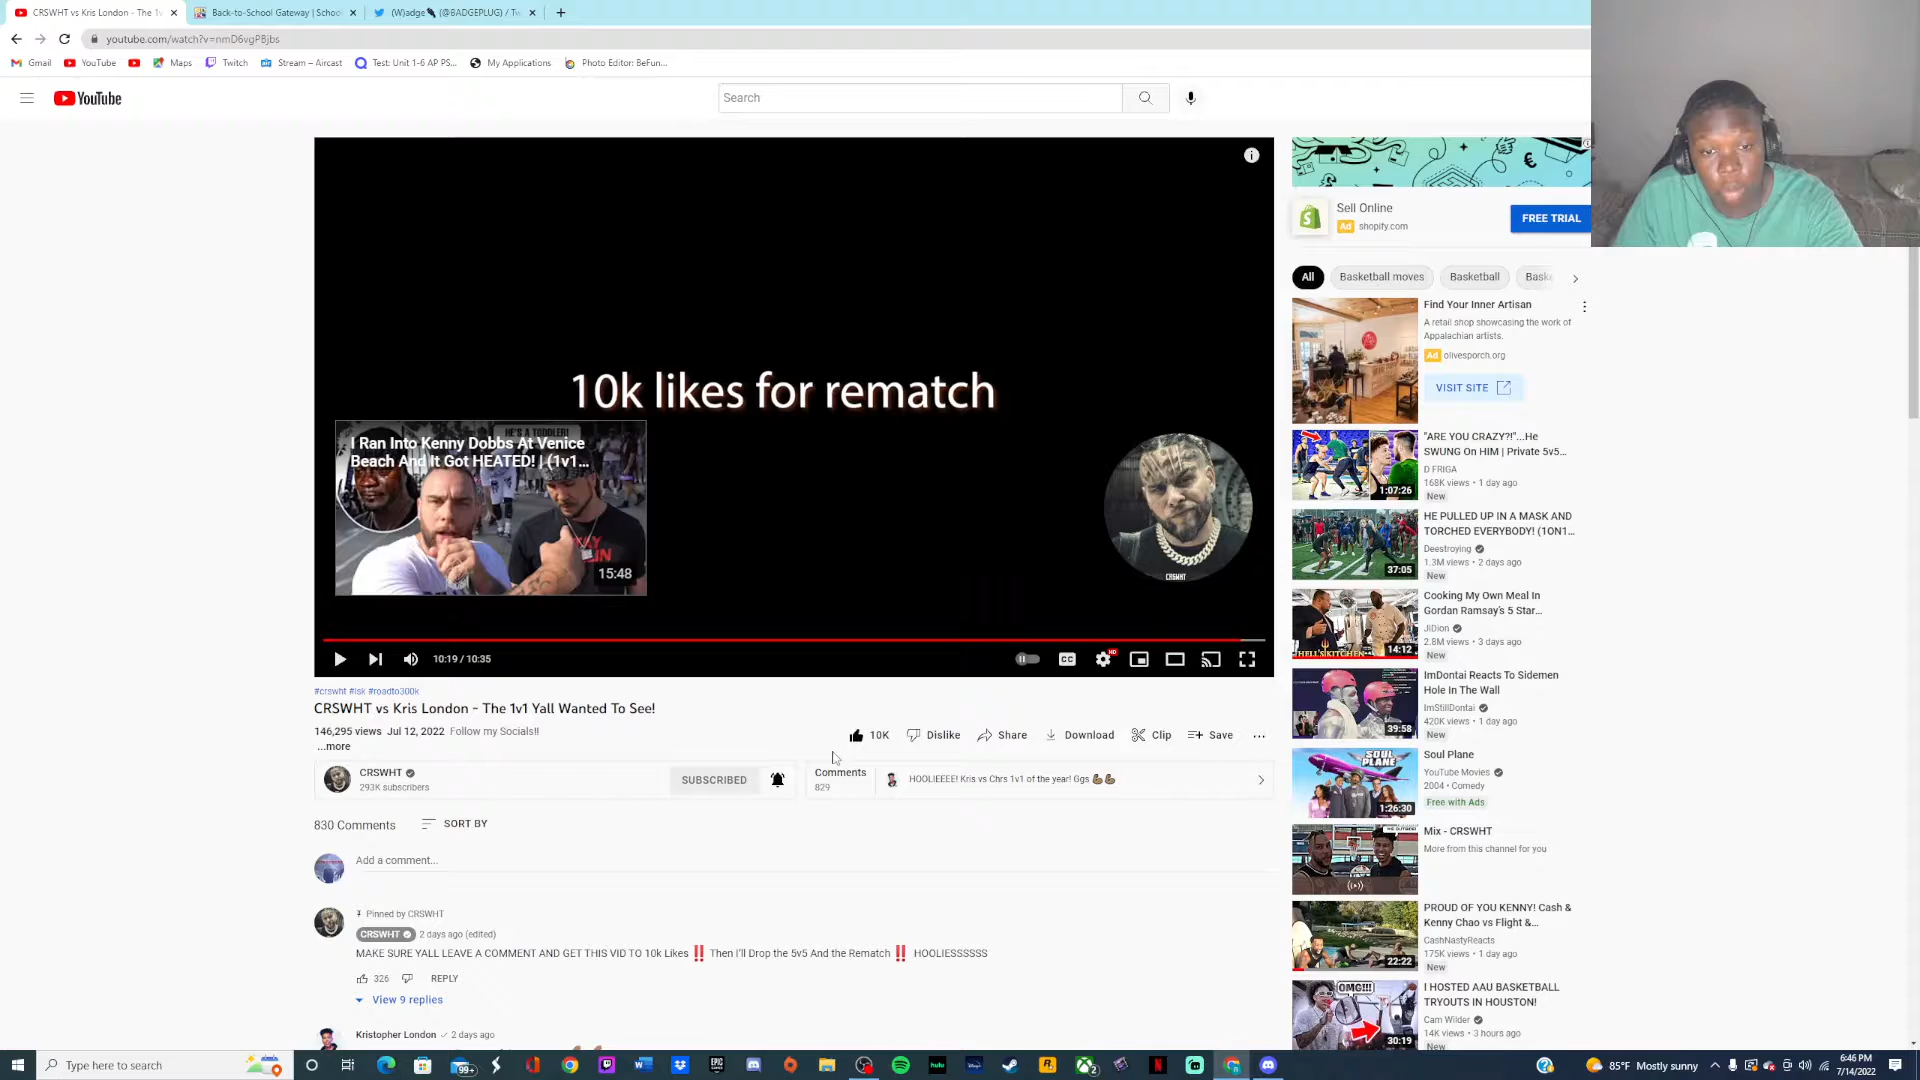 CRSWHT vs Kris London - The 1v
Back-to-School Gateway | School
(W)adge (@BADGEPLUG) / Tw
youtube.com/watch?v=nmD6vgPBjbs
Gmail
YouTube
Maps
Twitch
Stream – Aircast
Test: Unit 1-6 AP PS...
My Applications
Photo Editor: BeFun...
YouTube
Search
10k likes for rematch
HE'S A TODDLER!
I Ran Into Kenny Dobbs At Venice
Beach And It Got HEATED! | (1v1...
15:48
CRSWHT
10:19 / 10:35
CC
HD
#crswht #lsk #roadto300k
CRSWHT vs Kris London - The 1v1 Yall Wanted To See!
146,295 views Jul 12, 2022 Follow my Socials!!
...more
10K
Dislike
Share
Download
Clip
Save
CRSWHT
293K subscribers
SUBSCRIBED
Comments
829
HOOLIEEEE! Kris vs Chrs 1v1 of the year! Ggs 💪🏾💪🏾
830 Comments
SORT BY
Add a comment...
Pinned by CRSWHT
CRSWHT 2 days ago (edited)
MAKE SURE YALL LEAVE A COMMENT AND GET THIS VID TO 10k Likes ‼️ Then I'll Drop the 5v5 And the Rematch ‼️ HOOLIESSSSS
326
REPLY
View 9 replies
Kristopher London 2 days ago
Sell Online
Ad shopify.com
FREE TRIAL
All
Basketball moves
Basketball
Baske
Find Your Inner Artisan
A retail shop showcasing the work of
Appalachian artists.
Ad olivesporch.org
VISIT SITE
1:07:26
"ARE YOU CRAZY?!"...He
SWUNG On HIM | Private 5v5...
D FRIGA
168K views • 1 day ago
New
37:05
HE PULLED UP IN A MASK AND
TORCHED EVERYBODY! (1ON1...
Deestroying
1.3M views • 2 days ago
New
HELL'S KITCHEN
14:12
Cooking My Own Meal In
Gordan Ramsay's 5 Star...
JiDion
2.8M views • 3 days ago
New
39:58
ImDontai Reacts To Sidemen
Hole In The Wall
ImStillDontai
420K views • 1 day ago
New
SOUL PLANE
1:26:30
Soul Plane
YouTube Movies
2004 • Comedy
Free with Ads
Mix - CRSWHT
More from this channel for you
22:22
PROUD OF YOU KENNY! Cash &
Kenny Chao vs Flight &...
CashNastyReacts
175K views • 1 day ago
New
OMG!!!
30:19
I HOSTED AAU BASKETBALL
TRYOUTS IN HOUSTON!
Cam Wilder
14K views • 3 hours ago
New
Type here to search
99+
hulu
85°F Mostly sunny
6:46 PM
7/14/2022